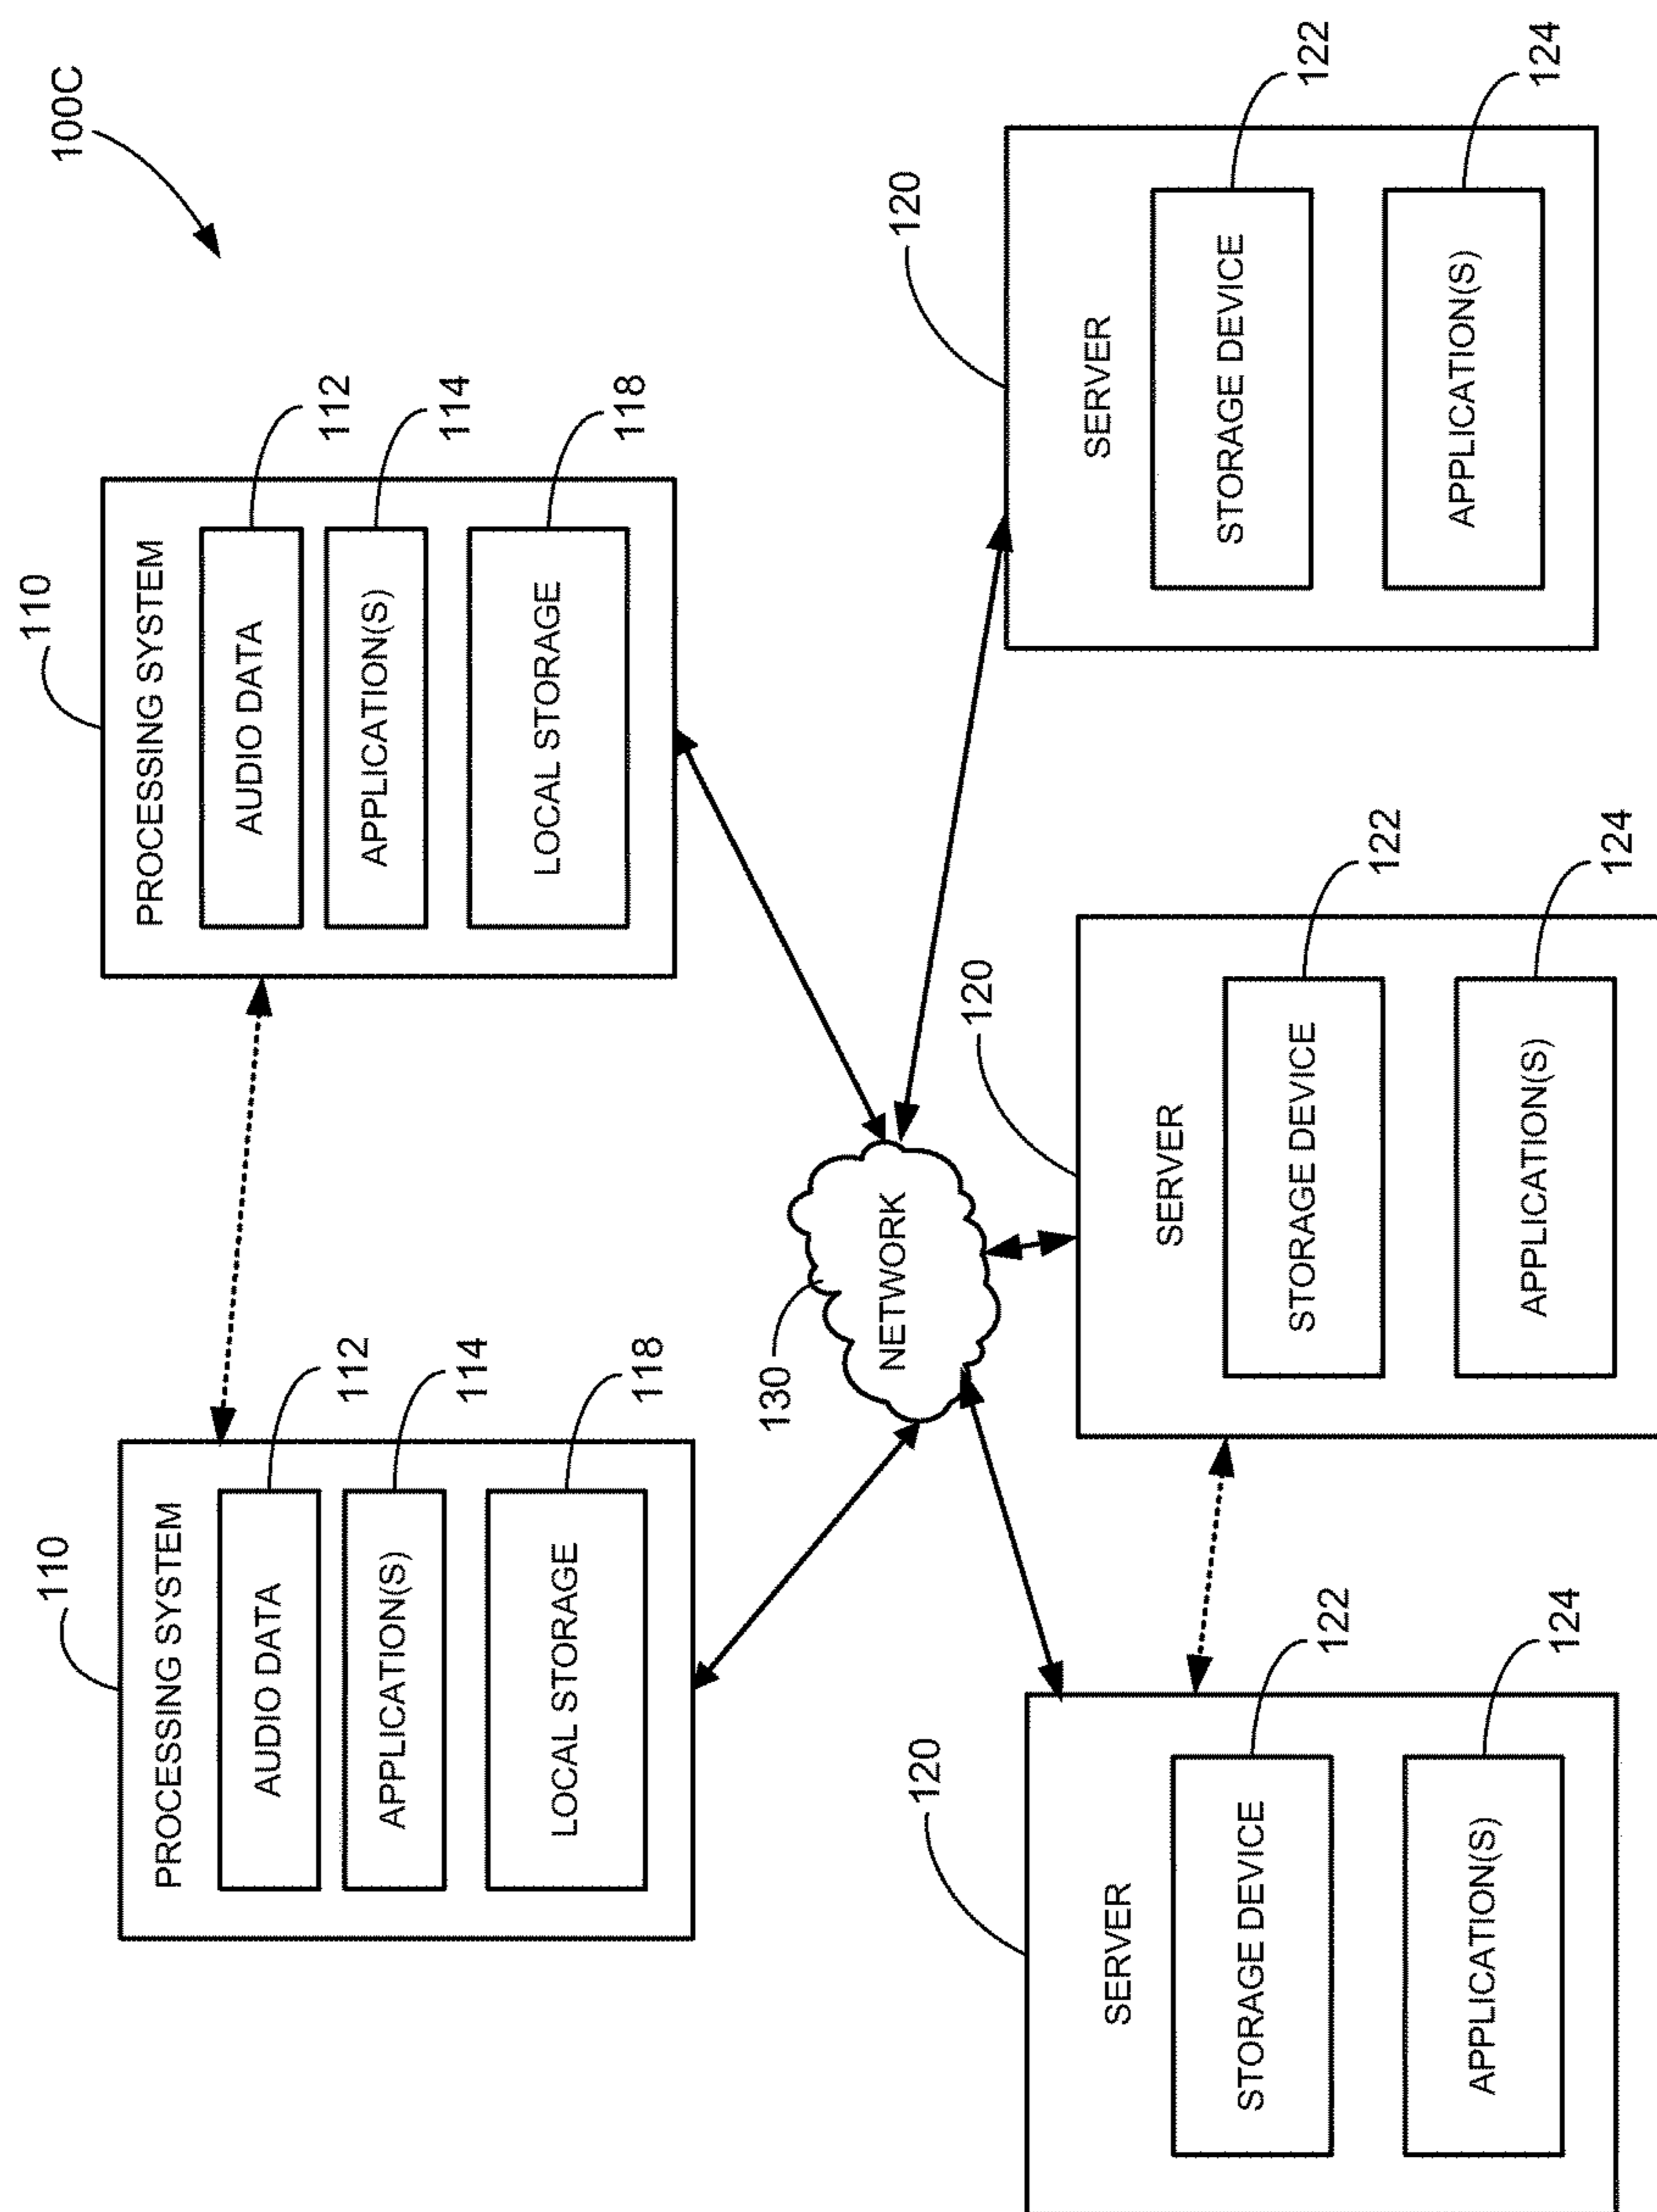 100C
110
PROCESSING SYSTEM
AUDIO DATA
112
APPLICATION(S)
114
LOCAL STORAGE
118
110
PROCESSING SYSTEM
AUDIO DATA
112
APPLICATION(S)
114
LOCAL STORAGE
118
130
NETWORK
120
SERVER
STORAGE DEVICE
122
APPLICATION(S)
124
120
SERVER
STORAGE DEVICE
122
APPLICATION(S)
124
120
SERVER
STORAGE DEVICE
122
APPLICATION(S)
124